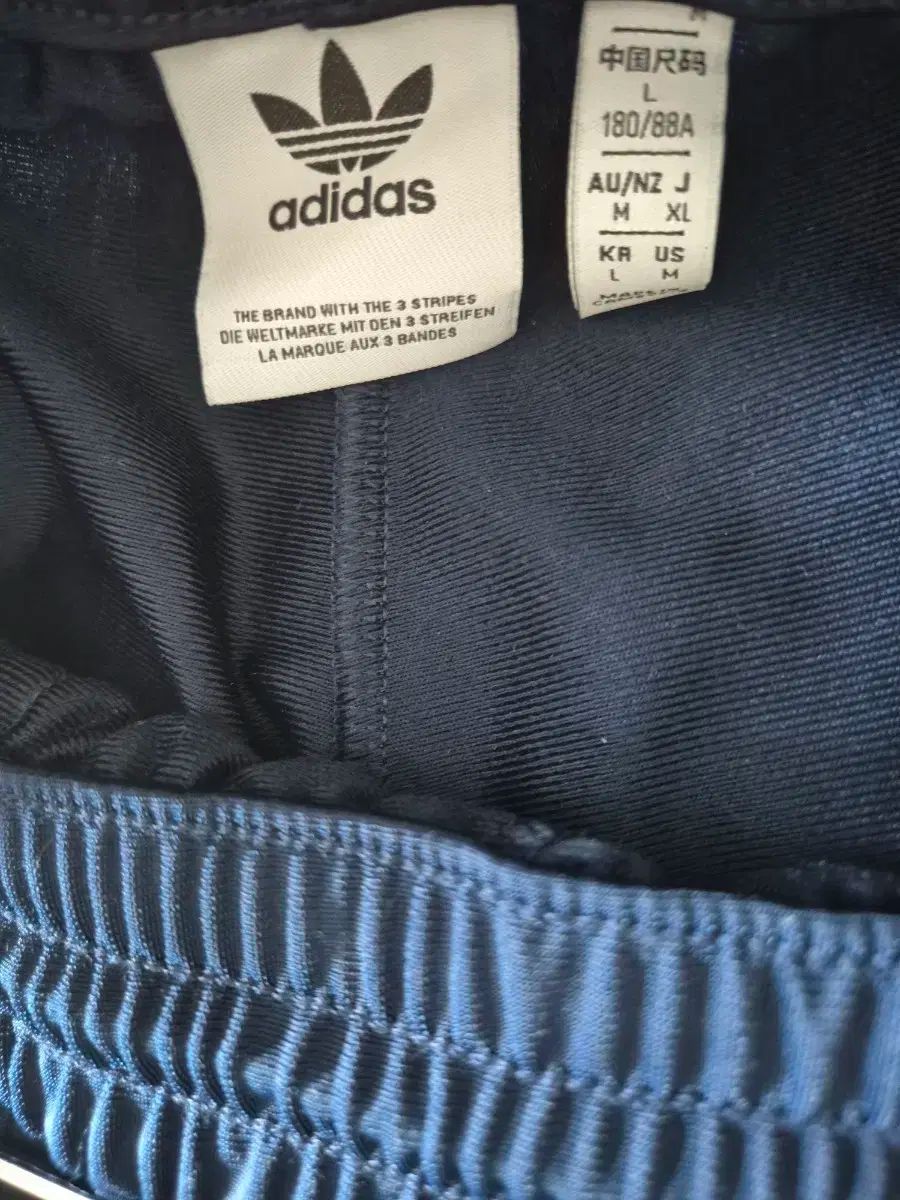 adidas
THE BRAND WITH THE 3 STRIPES
DIE WELTMARKE MIT DEN 3 STREIFEN
LA MARQUE AUX 3 BANDES
中国尺码
L
180/88A
AU/NZ J
M XL
KR US
L M